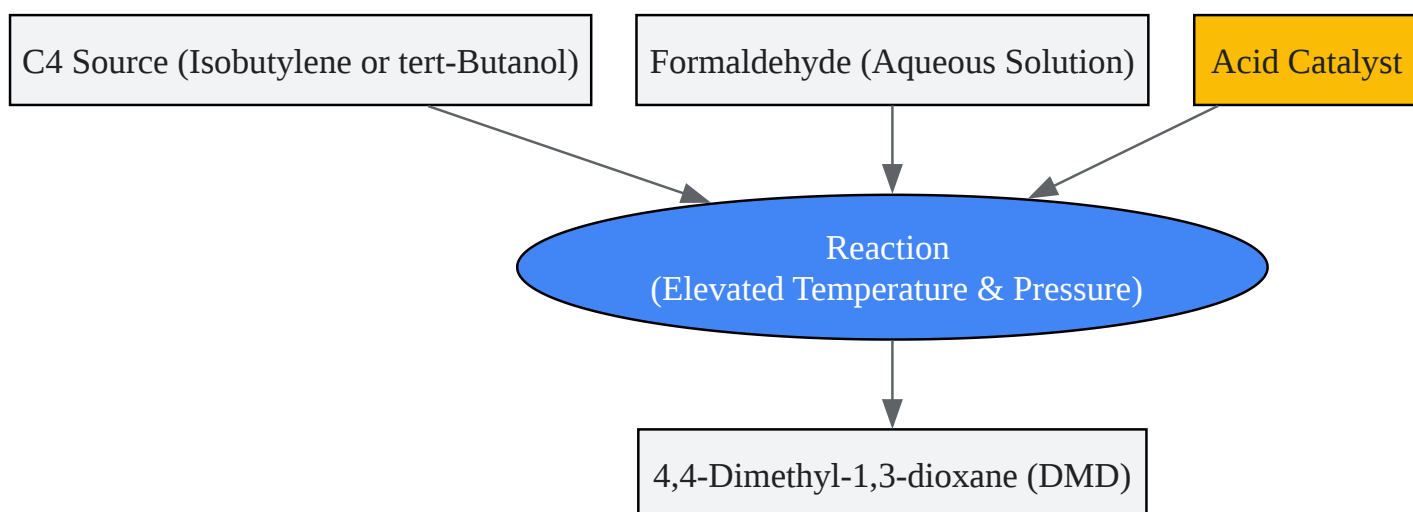 C4 Source (Isobutylene or tert-Butanol)
Formaldehyde (Aqueous Solution)
Acid Catalyst
Reaction
(Elevated Temperature & Pressure)
4,4-Dimethyl-1,3-dioxane (DMD)